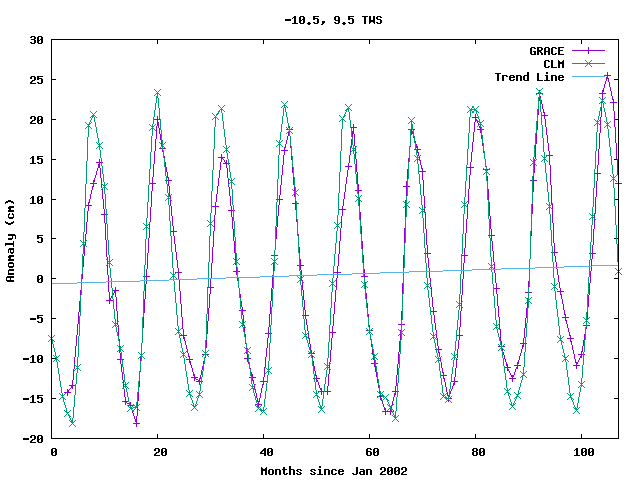 -10.5, 9.5 TWS
GRACE
CLM
Trend Line
30
25
20
15
10
5
0
-5
-10
-15
-20
Anomaly (cm)
0 20 40 60 80 100
Months since Jan 2002